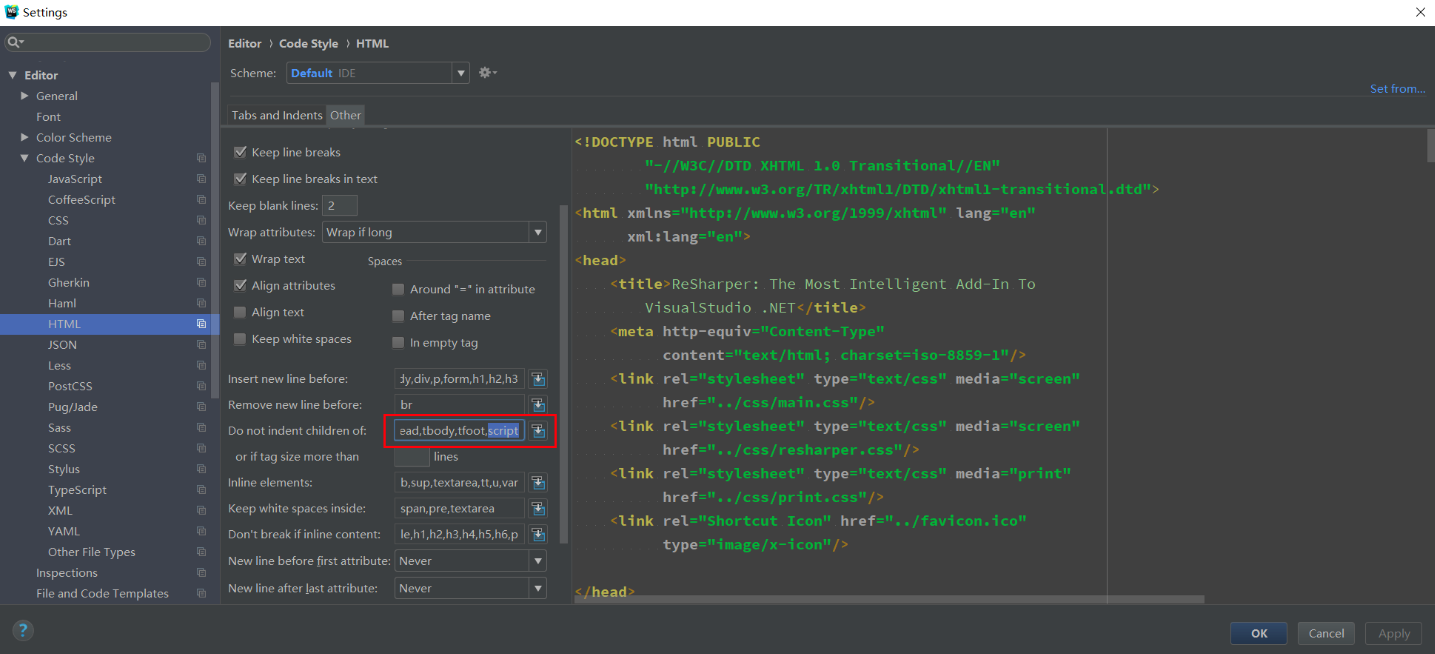 Settings
Editor
General
Font
Color Scheme
Code Style
JavaScript
CoffeeScript
CSS
Dart
EJS
Gherkin
Haml
HTML
JSON
Less
PostCSS
Pug/Jade
Sass
SCSS
Stylus
TypeScript
XML
YAML
Other File Types
Inspections
File and Code Templates
Editor › Code Style › HTML
Scheme: Default IDE
Set from...
Tabs and Indents Other
Keep line breaks
Keep line breaks in text
Keep blank lines: 2
Wrap attributes: Wrap if long
Wrap text
Align attributes
Align text
Keep white spaces
Spaces
Around "=" in attribute
After tag name
In empty tag
Insert new line before: dy,div,p,form,h1,h2,h3
Remove new line before: br
Do not indent children of: ead,tbody,tfoot,script
or if tag size more than lines
Inline elements: b,sup,textarea,tt,u,var
Keep white spaces inside: span,pre,textarea
Don't break if inline content: le,h1,h2,h3,h4,h5,h6,p
New line before first attribute: Never
New line after last attribute: Never
<!DOCTYPE html PUBLIC
"-//W3C//DTD XHTML 1.0 Transitional//EN"
"http://www.w3.org/TR/xhtml1/DTD/xhtml1-transitional.dtd">
<html xmlns="http://www.w3.org/1999/xhtml" lang="en"
xml:lang="en">
<head>
<title>ReSharper: The Most Intelligent Add-In To
VisualStudio .NET</title>
<meta http-equiv="Content-Type"
content="text/html; charset=iso-8859-1"/>
<link rel="stylesheet" type="text/css" media="screen"
href="../css/main.css"/>
<link rel="stylesheet" type="text/css" media="screen"
href="../css/resharper.css"/>
<link rel="stylesheet" type="text/css" media="print"
href="../css/print.css"/>
<link rel="Shortcut Icon" href="../favicon.ico"
type="image/x-icon"/>
</head>
?
OK
Cancel
Apply